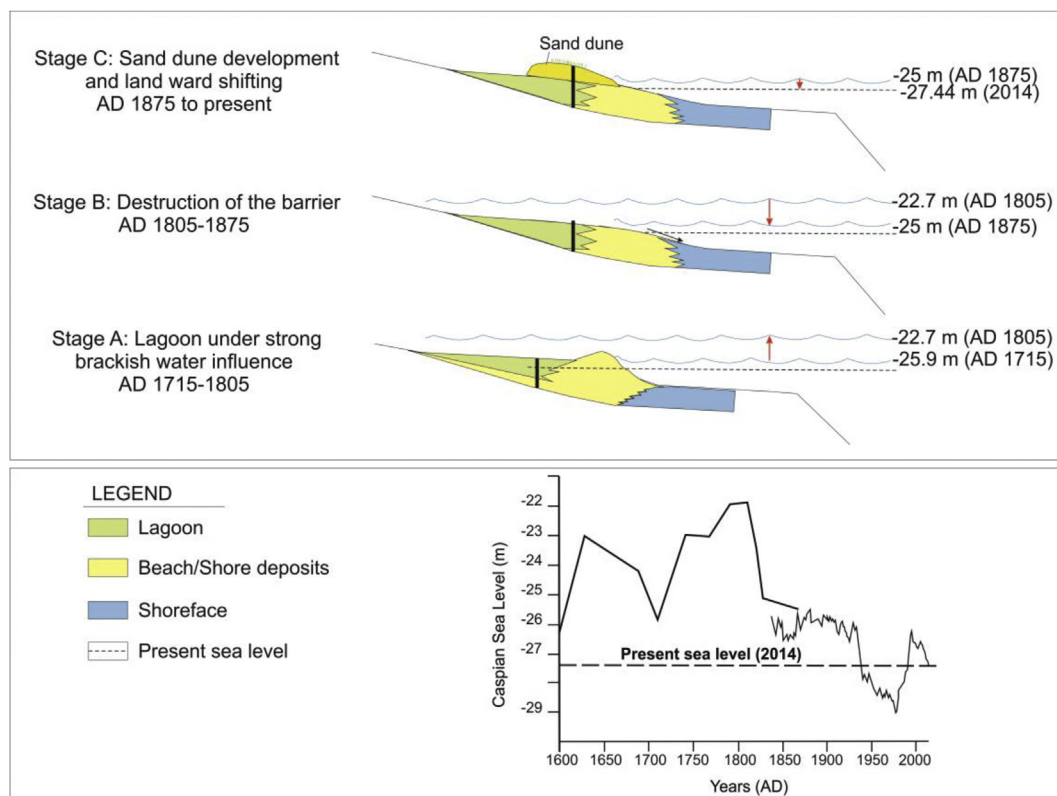 Stage C: Sand dune development
and land ward shifting
AD 1875 to present
Sand dune
-25 m (AD 1875)
-27.44 m (2014)
Stage B: Destruction of the barrier
AD 1805-1875
-22.7 m (AD 1805)
-25 m (AD 1875)
Stage A: Lagoon under strong
brackish water influence
AD 1715-1805
-22.7 m (AD 1805)
-25.9 m (AD 1715)
LEGEND
Lagoon
Beach/Shore deposits
Shoreface
Present sea level
Caspian Sea Level (m)
-22
-23
-24
-25
-26
-27
-29
Present sea level (2014)
1600 1650 1700 1750 1800 1850 1900 1950 2000
Years (AD)